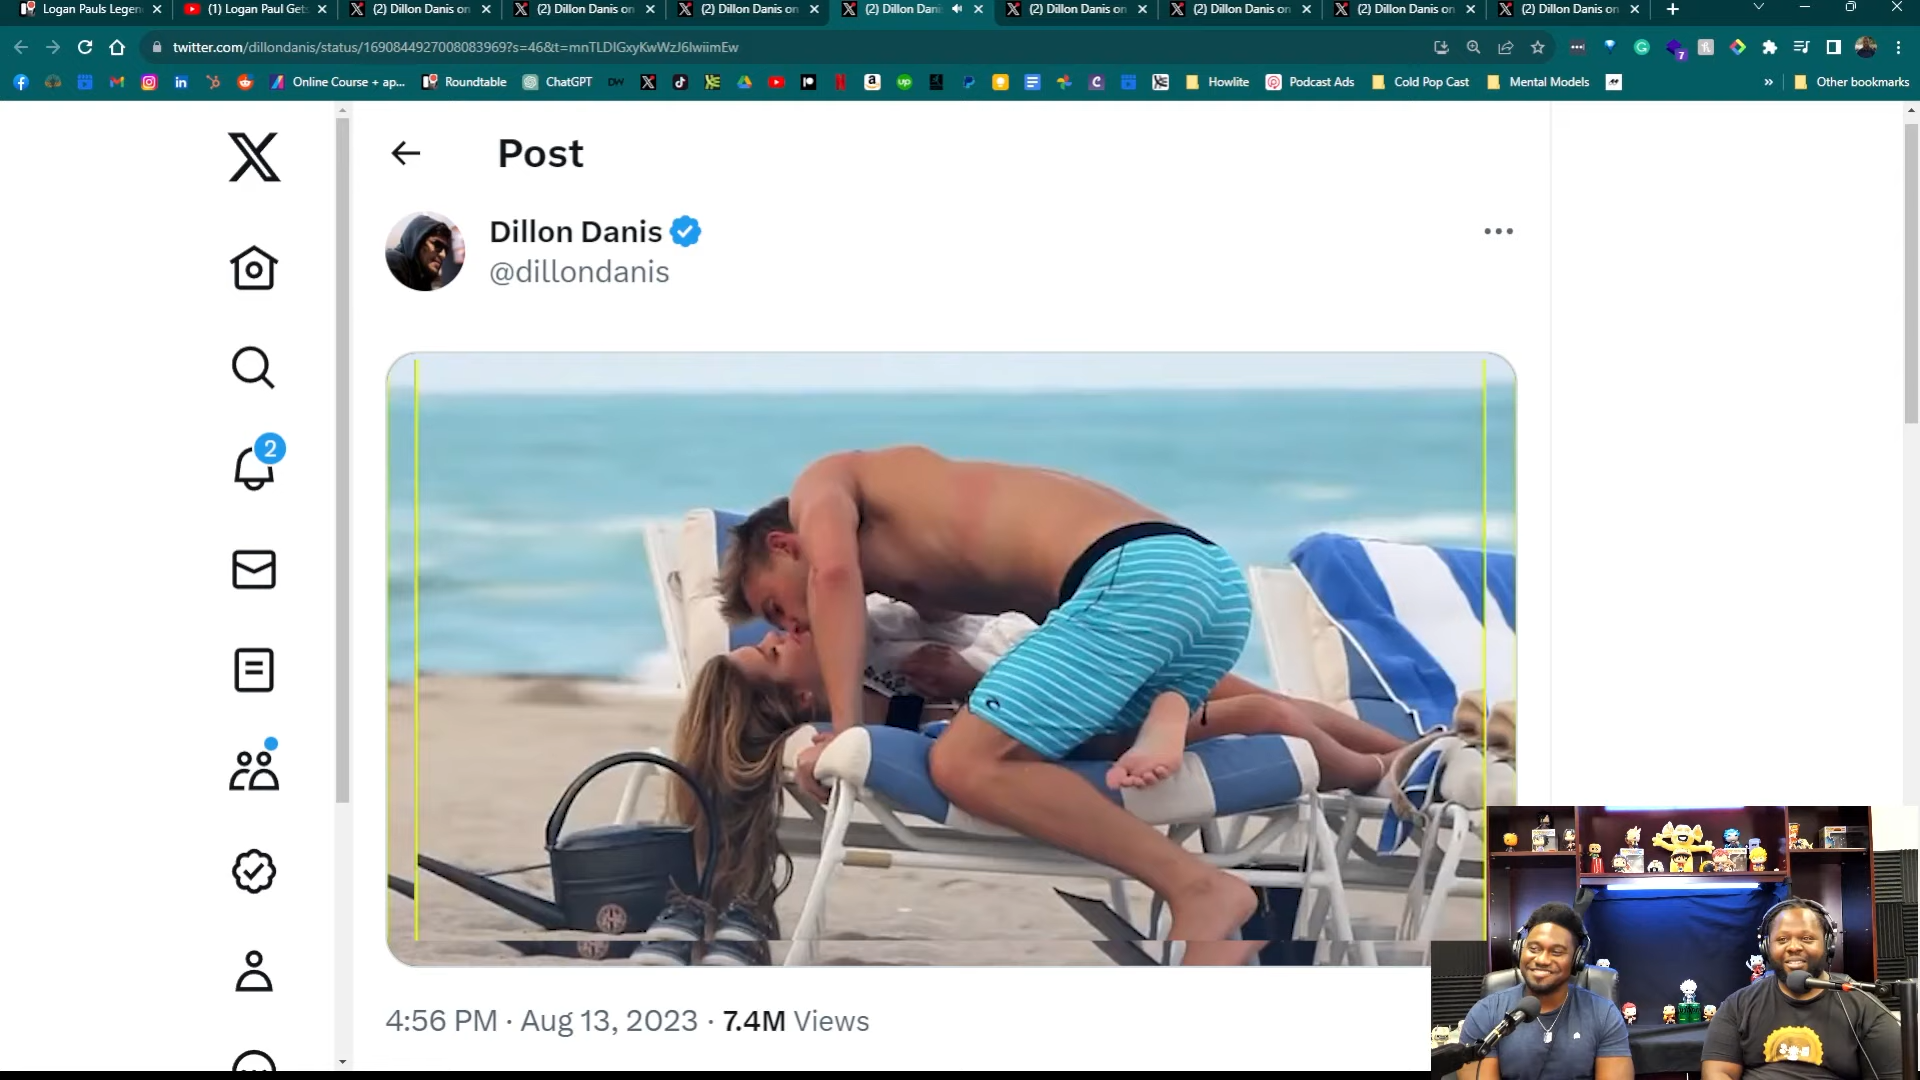 Logan Pauls Legen
(1) Logan Paul Get
(2) Dillon Danis on
(2) Dillon Danis on
(2) Dillon Danis on
(2) Dillon Dani
(2) Dillon Danis on
(2) Dillon Danis on
(2) Dillon Danis on
(2) Dillon Danis on
twitter.com/dillondanis/status/1690844927008083969?s=46&t=mnTLDIGxyKwWzJ6IwiimEw
7
Online Course + ap...
Roundtable
ChatGPT
DW
Howlite
Podcast Ads
Cold Pop Cast
Mental Models
Other bookmarks
Post
Dillon Danis
@dillondanis
2
4:56 PM · Aug 13, 2023 · 7.4M Views